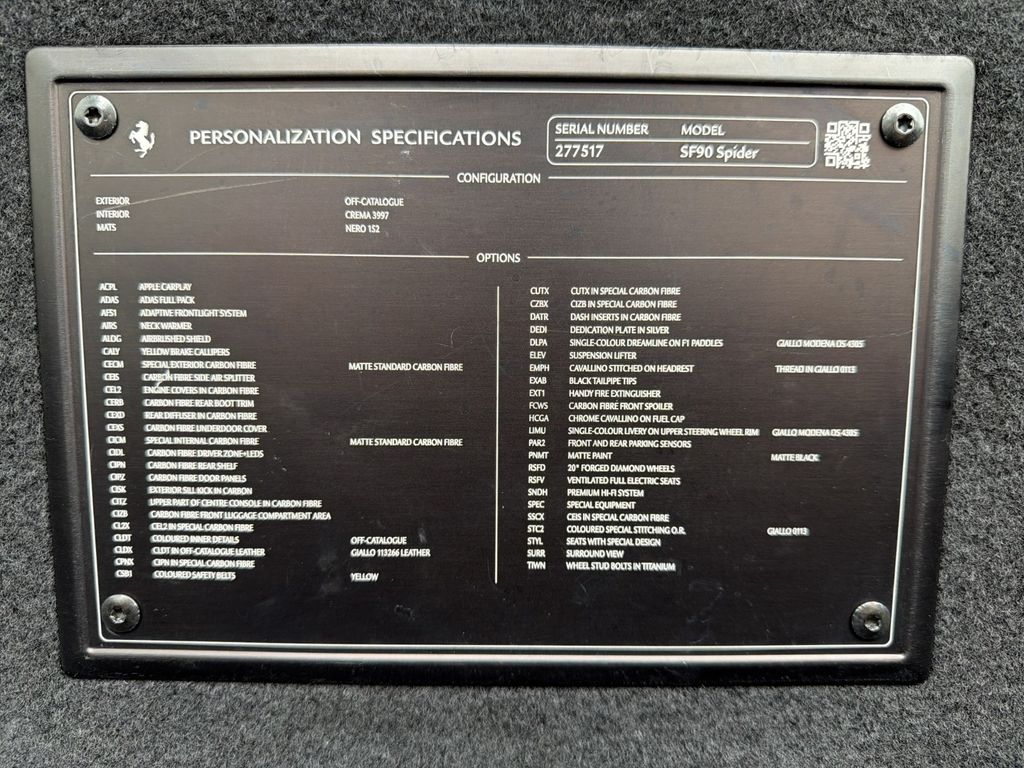 PERSONALIZATION SPECIFICATIONS
SERIAL NUMBER MODEL
277517 SF90 Spider
CONFIGURATION
EXTERIOR OFF-CATALOGUE
INTERIOR CREMA 3997
MATS NERO 152
OPTIONS
ACPL APPLE CARPLAY
ADAS ADAS FULL PACK
AFS1 ADAPTIVE FRONTLIGHT SYSTEM
AIRS NECK WARMER
ALDG AIRBRUSHED SHIELD
CALY YELLOW BRAKE CALLIPERS
CECM SPECIAL EXTERIOR CARBON FIBRE MATTE STANDARD CARBON FIBRE
CEIS CARBON FIBRE SIDE AIR SPLITTER
CEL2 ENGINE COVERS IN CARBON FIBRE
CERB CARBON FIBRE REAR BOOT TRIM
CEXD REAR DIFFUSER IN CARBON FIBRE
CEXS CARBON FIBRE UNDERDOOR COVER
CICM SPECIAL INTERNAL CARBON FIBRE MATTE STANDARD CARBON FIBRE
CIDL CARBON FIBRE DRIVER ZONE+LEDS
CIPN CARBON FIBRE REAR SHELF
CIPZ CARBON FIBRE DOOR PANELS
CISK EXTERIOR SILL KICK IN CARBON
CITZ UPPER PART OF CENTRE CONSOLE IN CARBON FIBRE
CIZB CARBON FIBRE FRONT LUGGAGE COMPARTMENT AREA
CL2X CEL2 IN SPECIAL CARBON FIBRE
CLDT COLOURED INNER DETAILS OFF-CATALOGUE
CLDX CLDT IN OFF-CATALOGUE LEATHER GIALLO 113266 LEATHER
CPNX CIPN IN SPECIAL CARBON FIBRE
CSB1 COLOURED SAFETY BELTS YELLOW
CUTX CUTX IN SPECIAL CARBON FIBRE
CZBX CIZB IN SPECIAL CARBON FIBRE
DATR DASH INSERTS IN CARBON FIBRE
DEDI DEDICATION PLATE IN SILVER
DLPA SINGLE-COLOUR DREAMLINE ON F1 PADDLES GIALLO MODENA DS 4305
ELEV SUSPENSION LIFTER
EMPH CAVALLINO STITCHED ON HEADREST THREAD IN GIALLO 0113
EXAB BLACK TAILPIPE TIPS
EXT1 HANDY FIRE EXTINGUISHER
FCWS CARBON FIBRE FRONT SPOILER
HCGA CHROME CAVALLINO ON FUEL CAP
LIMU SINGLE-COLOUR LIVERY ON UPPER STEERING WHEEL RIM GIALLO MODENA DS 4305
PAR2 FRONT AND REAR PARKING SENSORS
PNMT MATTE PAINT MATTE BLACK
RSFD 20" FORGED DIAMOND WHEELS
RSFV VENTILATED FULL ELECTRIC SEATS
SNDH PREMIUM HI-FI SYSTEM
SPEC SPECIAL EQUIPMENT
SSCX CEIS IN SPECIAL CARBON FIBRE
STC2 COLOURED SPECIAL STITCHING O.R. GIALLO 0113
STYL SEATS WITH SPECIAL DESIGN
SURR SURROUND VIEW
TIWN WHEEL STUD BOLTS IN TITANIUM